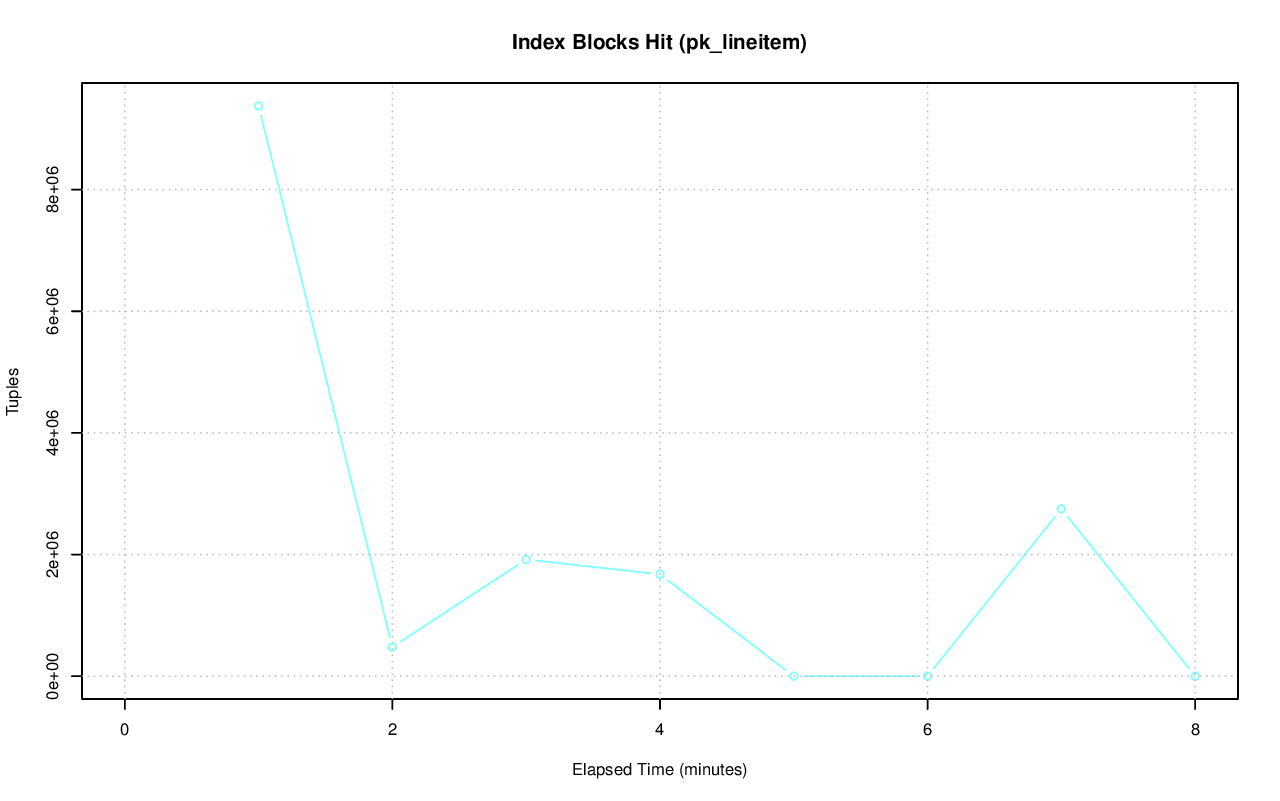 Index Blocks Hit (pk_lineitem)
Tuples
8e+06
6e+06
4e+06
2e+06
0e+00
0 2 4 6 8
Elapsed Time (minutes)